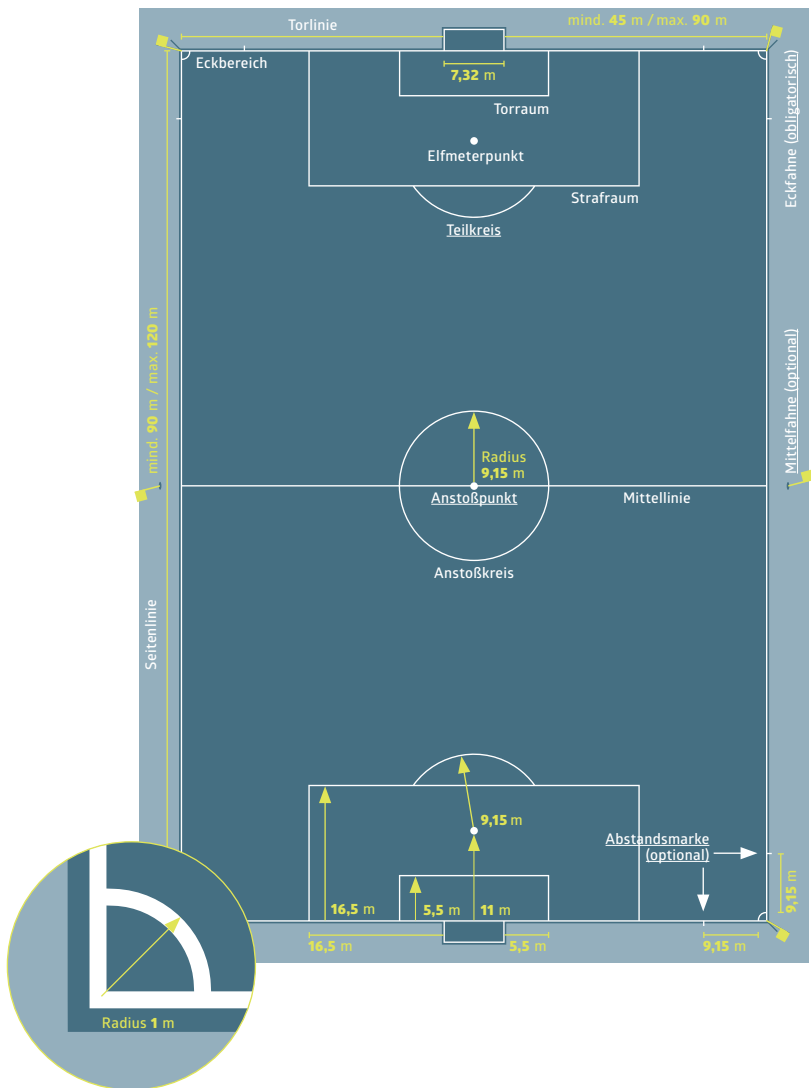 Torlinie
mind. 45 m / max. 90 m
Eckbereich
7,32 m
Torraum
Elfmeterpunkt
Strafraum
Teilkreis
Eckfahne (obligatorisch)
mind. 90 m / max. 120 m
Mittelfahne (optional)
Radius
9,15 m
Anstoßpunkt
Mittellinie
Anstoßkreis
Seitenlinie
9,15 m
Abstandsmarke
(optional)
9,15 m
16,5 m
5,5 m
11 m
16,5 m
5,5 m
9,15 m
Radius 1 m